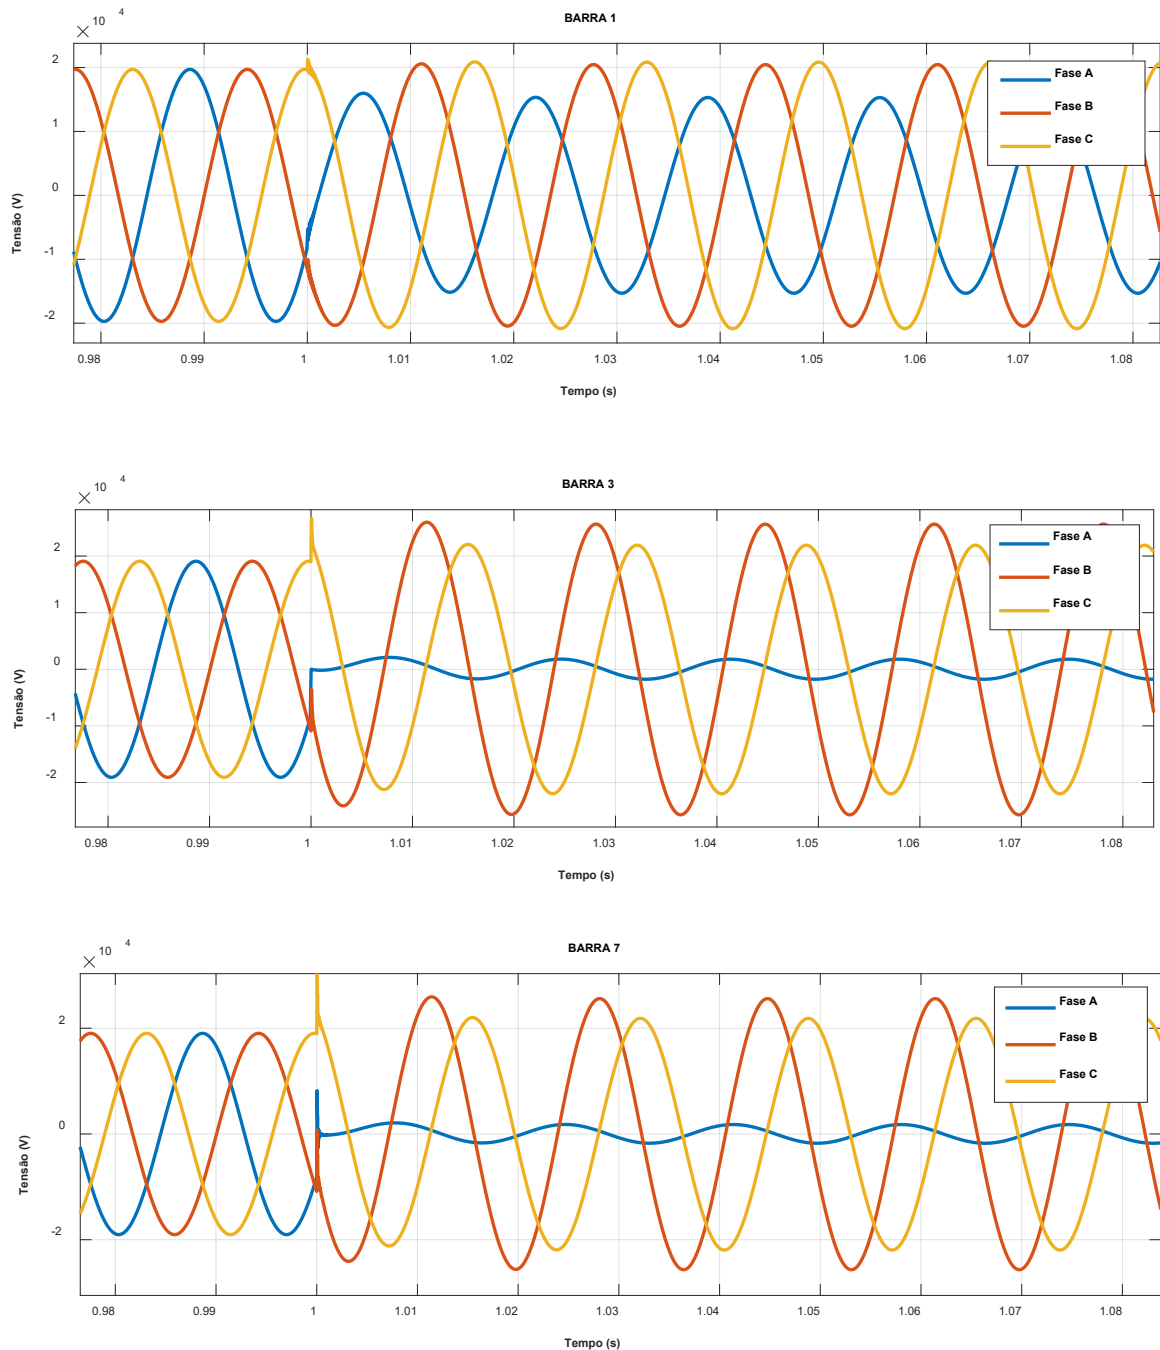 BARRA 1
× 10 4
Fase A
Fase B
Fase C
2
1
0
-1
-2
Tensão (V)
0.98 0.99 1 1.01 1.02 1.03 1.04 1.05 1.06 1.07 1.08
Tempo (s)
BARRA 3
× 10 4
Fase A
Fase B
Fase C
2
1
0
-1
-2
Tensão (V)
0.98 0.99 1 1.01 1.02 1.03 1.04 1.05 1.06 1.07 1.08
Tempo (s)
BARRA 7
× 10 4
Fase A
Fase B
Fase C
2
0
-2
Tensão (V)
0.98 0.99 1 1.01 1.02 1.03 1.04 1.05 1.06 1.07 1.08
Tempo (s)